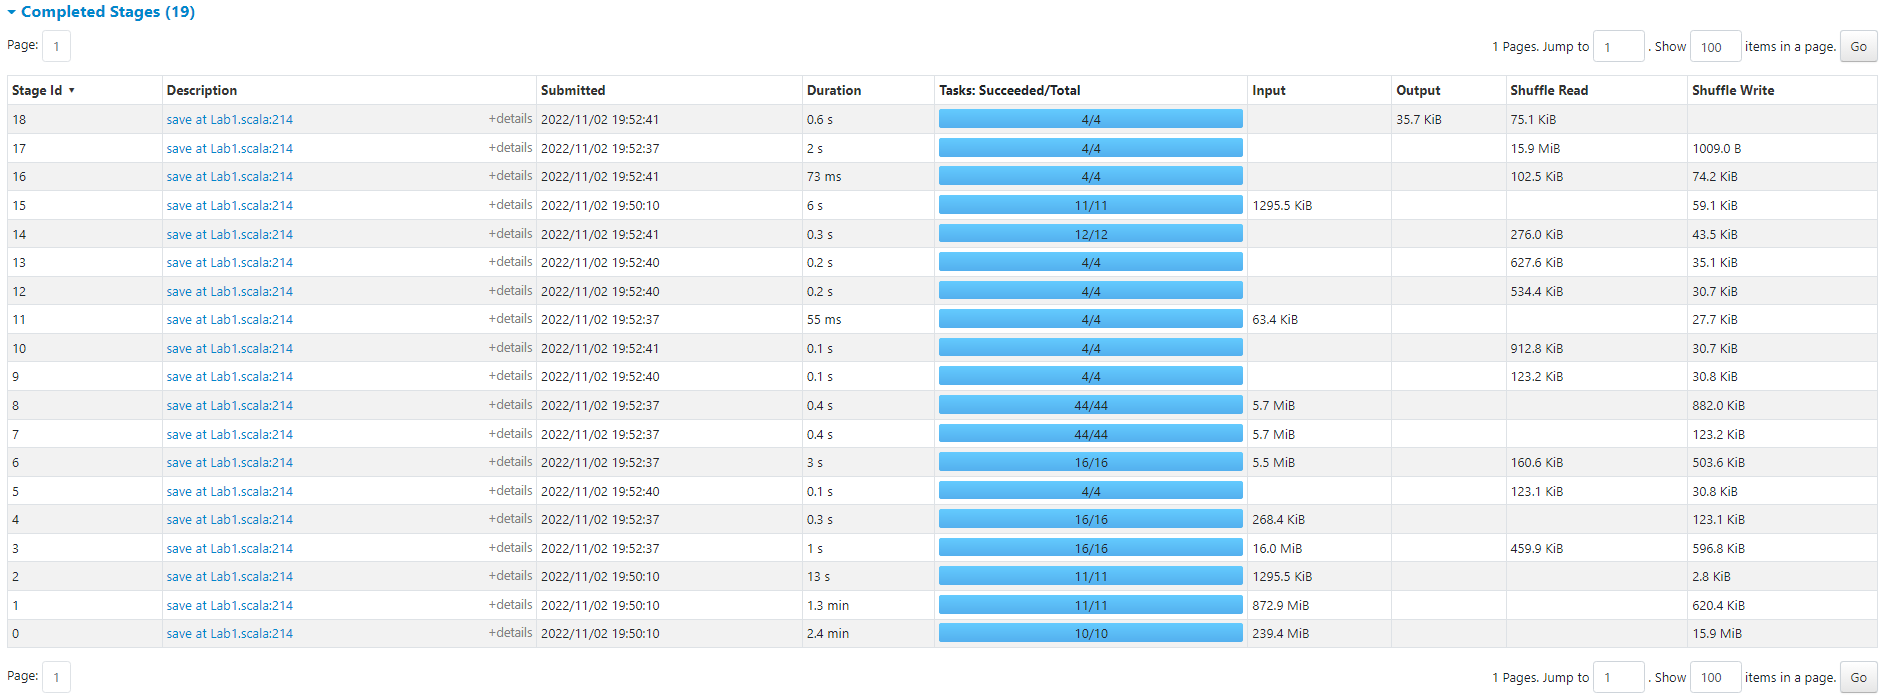 Completed Stages (19)
Page: 1 1 Pages. Jump to 1 . Show 100 items in a page. Go
Stage Id ▾ Description Submitted Duration Tasks: Succeeded/Total Input Output Shuffle Read Shuffle Write
18 save at Lab1.scala:214 +details 2022/11/02 19:52:41 0.6 s 4/4 35.7 KiB 75.1 KiB
17 save at Lab1.scala:214 +details 2022/11/02 19:52:37 2 s 4/4 15.9 MiB 1009.0 B
16 save at Lab1.scala:214 +details 2022/11/02 19:52:41 73 ms 4/4 102.5 KiB 74.2 KiB
15 save at Lab1.scala:214 +details 2022/11/02 19:50:10 6 s 11/11 1295.5 KiB 59.1 KiB
14 save at Lab1.scala:214 +details 2022/11/02 19:52:41 0.3 s 12/12 276.0 KiB 43.5 KiB
13 save at Lab1.scala:214 +details 2022/11/02 19:52:40 0.2 s 4/4 627.6 KiB 35.1 KiB
12 save at Lab1.scala:214 +details 2022/11/02 19:52:40 0.2 s 4/4 534.4 KiB 30.7 KiB
11 save at Lab1.scala:214 +details 2022/11/02 19:52:37 55 ms 4/4 63.4 KiB 27.7 KiB
10 save at Lab1.scala:214 +details 2022/11/02 19:52:41 0.1 s 4/4 912.8 KiB 30.7 KiB
9 save at Lab1.scala:214 +details 2022/11/02 19:52:40 0.1 s 4/4 123.2 KiB 30.8 KiB
8 save at Lab1.scala:214 +details 2022/11/02 19:52:37 0.4 s 44/44 5.7 MiB 882.0 KiB
7 save at Lab1.scala:214 +details 2022/11/02 19:52:37 0.4 s 44/44 5.7 MiB 123.2 KiB
6 save at Lab1.scala:214 +details 2022/11/02 19:52:37 3 s 16/16 5.5 MiB 160.6 KiB 503.6 KiB
5 save at Lab1.scala:214 +details 2022/11/02 19:52:40 0.1 s 4/4 123.1 KiB 30.8 KiB
4 save at Lab1.scala:214 +details 2022/11/02 19:52:37 0.3 s 16/16 268.4 KiB 123.1 KiB
3 save at Lab1.scala:214 +details 2022/11/02 19:52:37 1 s 16/16 16.0 MiB 459.9 KiB 596.8 KiB
2 save at Lab1.scala:214 +details 2022/11/02 19:50:10 13 s 11/11 1295.5 KiB 2.8 KiB
1 save at Lab1.scala:214 +details 2022/11/02 19:50:10 1.3 min 11/11 872.9 MiB 620.4 KiB
0 save at Lab1.scala:214 +details 2022/11/02 19:50:10 2.4 min 10/10 239.4 MiB 15.9 MiB
Page: 1 1 Pages. Jump to 1 . Show 100 items in a page. Go